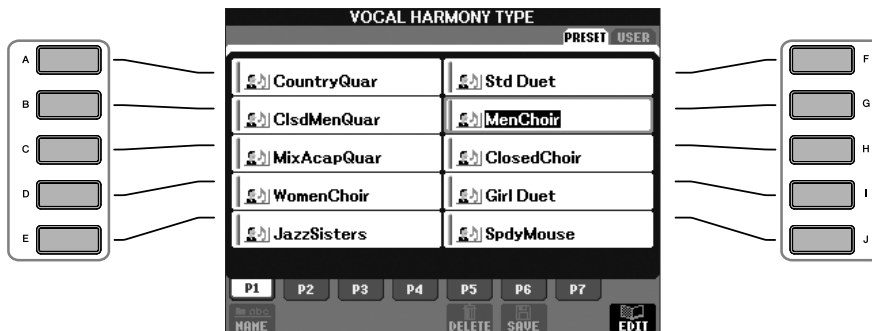 VOCAL HARMONY TYPE
PRESET USER
A CountryQuar Std Duet F
B ClsdMenQuar MenChoir G
C MixAcapQuar ClosedChoir H
D WomenChoir Girl Duet I
E JazzSisters SpdyMouse J
P1 P2 P3 P4 P5 P6 P7
abc
NAME DELETE SAVE EDIT